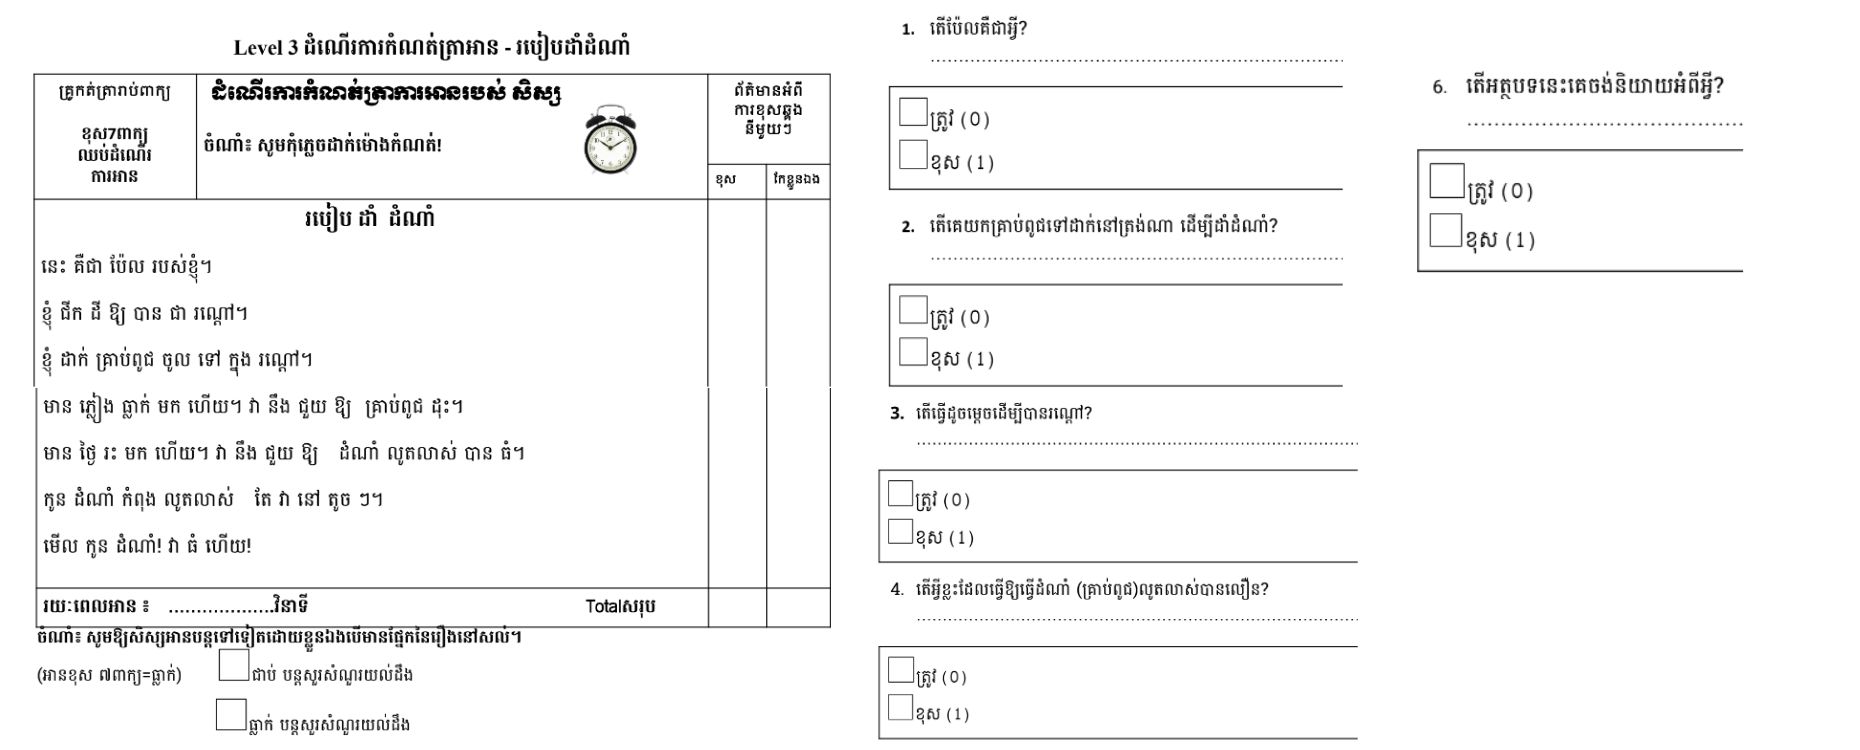 Level 3 ដំណើរការកំណត់ត្រាអាន - របៀបដាំដំណាំ
គ្រូកត់ត្រារាប់ពាក្យ
ខុស7ពាក្យ
ឈប់ដំណើរ
ការអាន
ដំណើរការកំណត់ត្រាការអានរបស់ សិស្ស
ចំណាំ៖ សូមកុំភ្លេចដាក់ម៉ោងកំណត់!
ព័ត៌មានអំពី
ការខុសឆ្គង
នីមួយៗ
ខុស
កែខ្លួនឯង
របៀប ដាំ ដំណាំ
នេះ គឺជា ប៉ែល របស់ខ្ញុំ។
ខ្ញុំ ជីក ដី ឱ្យ បាន ជា រណ្តៅ។
ខ្ញុំ ដាក់ គ្រាប់ពូជ ចូល ទៅ ក្នុង រណ្តៅ។
មាន ភ្លៀង ធ្លាក់ មក ហើយ។ វា នឹង ជួយ ឱ្យ គ្រាប់ពូជ ដុះ។
មាន ថ្ងៃ រះ មក ហើយ។ វា នឹង ជួយ ឱ្យ ដំណាំ លូតលាស់ បាន ធំ។
កូន ដំណាំ កំពុង លូតលាស់ តែ វា នៅ តូច ៗ។
មើល កូន ដំណាំ! វា ធំ ហើយ!
រយៈពេលអាន ៖ ...................វិនាទី Totalសរុប
ចំណាំ៖ សូមឱ្យសិស្សអានបន្តទៅទៀតដោយខ្លួនឯងបើមានផ្នែកនៃរឿងនៅសល់។
(អានខុស ៧ពាក្យ=ធ្លាក់) ជាប់ បន្តសួរសំណួរយល់ដឹង
ធ្លាក់ បន្តសួរសំណួរយល់ដឹង
1. តើប៉ែលគឺជាអ្វី?
ត្រូវ (0)
ខុស (1)
2. តើគេយកគ្រាប់ពូជទៅដាក់នៅត្រង់ណា ដើម្បីដាំដំណាំ?
ត្រូវ (0)
ខុស (1)
3. តើធ្វើដូចម្តេចដើម្បីបានរណ្តៅ?
ត្រូវ (0)
ខុស (1)
4. តើអ្វីខ្លះដែលធ្វើឱ្យធ្វើដំណាំ (គ្រាប់ពូជ)លូតលាស់បានលឿន?
ត្រូវ (0)
ខុស (1)
6. តើអត្ថបទនេះគេចង់និយាយអំពីអ្វី?
ត្រូវ (0)
ខុស (1)